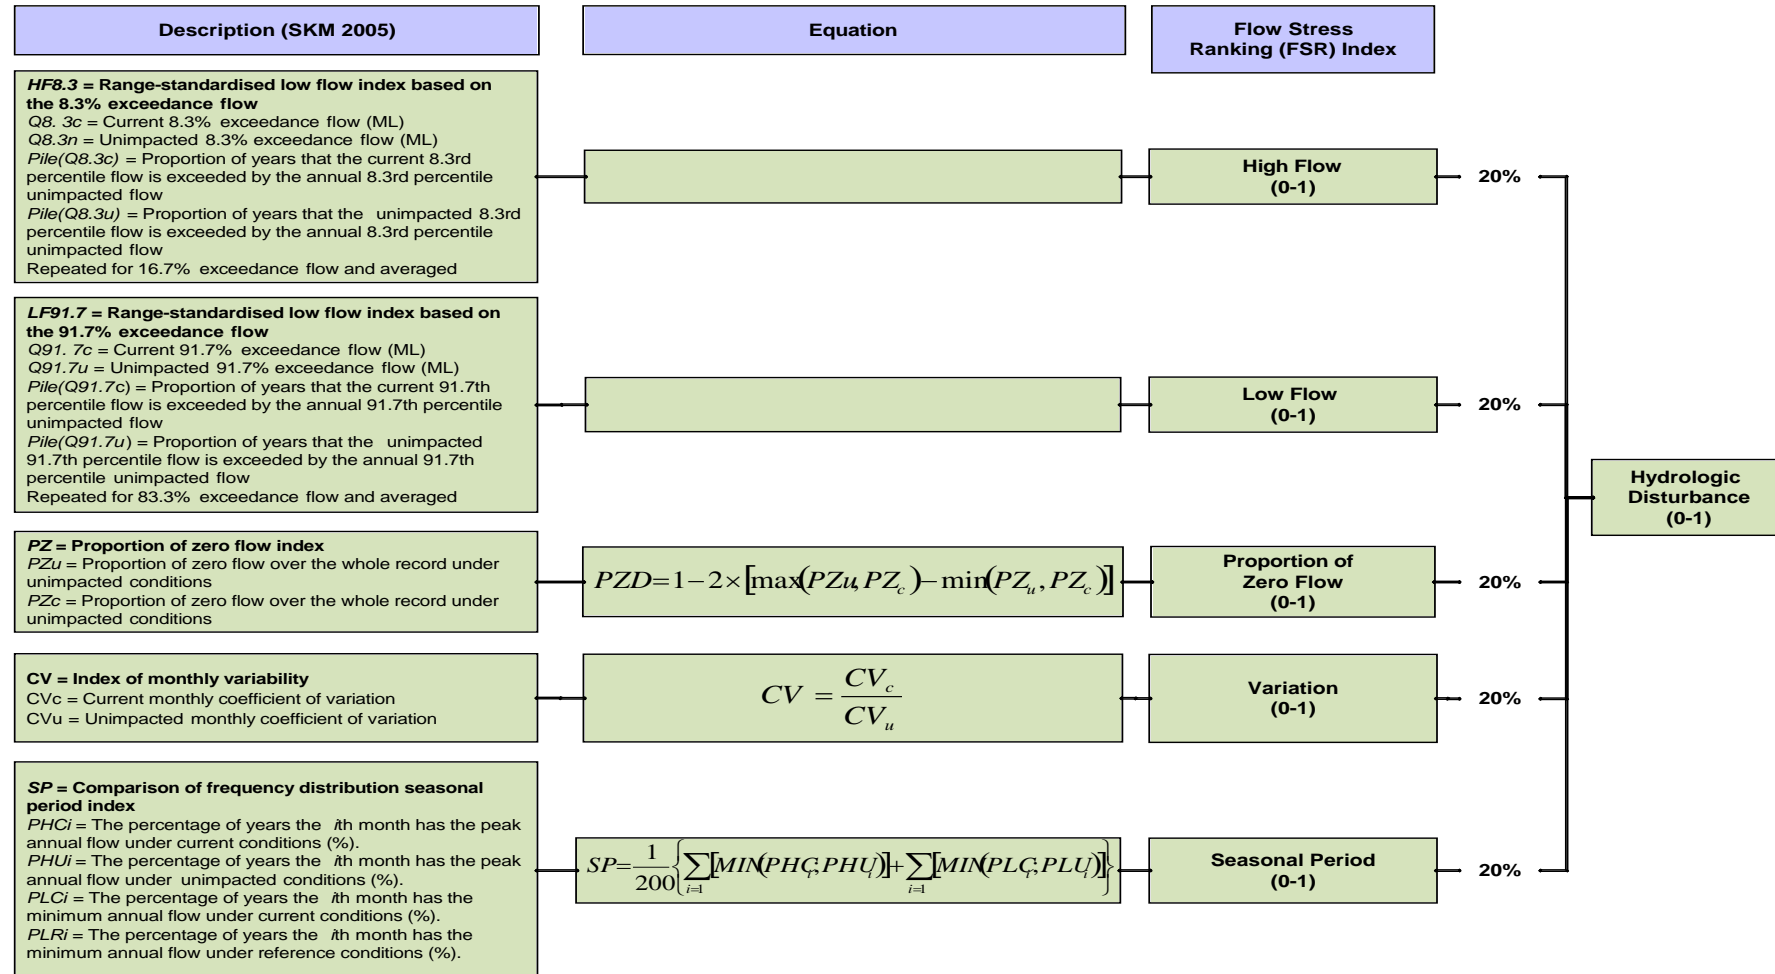 Description (SKM 2005)
Equation
Flow Stress
Ranking (FSR) Index
HF8.3 = Range-standardised low flow index based on
the 8.3% exceedance flow
Q8. 3c = Current 8.3% exceedance flow (ML)
Q8.3n = Unimpacted 8.3% exceedance flow (ML)
Pile(Q8.3c) = Proportion of years that the current 8.3rd
percentile flow is exceeded by the annual 8.3rd percentile
unimpacted flow
Pile(Q8.3u) = Proportion of years that the unimpacted 8.3rd
percentile flow is exceeded by the annual 8.3rd percentile
unimpacted flow
Repeated for 16.7% exceedance flow and averaged
High Flow
(0-1)
20%
LF91.7 = Range-standardised low flow index based on
the 91.7% exceedance flow
Q91. 7c = Current 91.7% exceedance flow (ML)
Q91.7u = Unimpacted 91.7% exceedance flow (ML)
Pile(Q91.7c) = Proportion of years that the current 91.7th
percentile flow is exceeded by the annual 91.7th percentile
unimpacted flow
Pile(Q91.7u) = Proportion of years that the unimpacted
91.7th percentile flow is exceeded by the annual 91.7th
percentile unimpacted flow
Repeated for 83.3% exceedance flow and averaged
Low Flow
(0-1)
20%
Hydrologic
Disturbance
(0-1)
PZ = Proportion of zero flow index
PZu = Proportion of zero flow over the whole record under
unimpacted conditions
PZc = Proportion of zero flow over the whole record under
unimpacted conditions
PZD=1-2×[max(PZu,PZc)-min(PZu,PZc)]
Proportion of
Zero Flow
(0-1)
20%
CV = Index of monthly variability
CVc = Current monthly coefficient of variation
CVu = Unimpacted monthly coefficient of variation
CV = CVc / CVu
Variation
(0-1)
20%
SP = Comparison of frequency distribution seasonal
period index
PHCi = The percentage of years the ith month has the peak
annual flow under current conditions (%).
PHUi = The percentage of years the ith month has the peak
annual flow under unimpacted conditions (%).
PLCi = The percentage of years the ith month has the
minimum annual flow under current conditions (%).
PLRi = The percentage of years the ith month has the
minimum annual flow under reference conditions (%).
SP=1/200{∑i=1[MIN(PHCi;PHUi)]+∑i=1[MIN(PLCi;PLUi)]}
Seasonal Period
(0-1)
20%